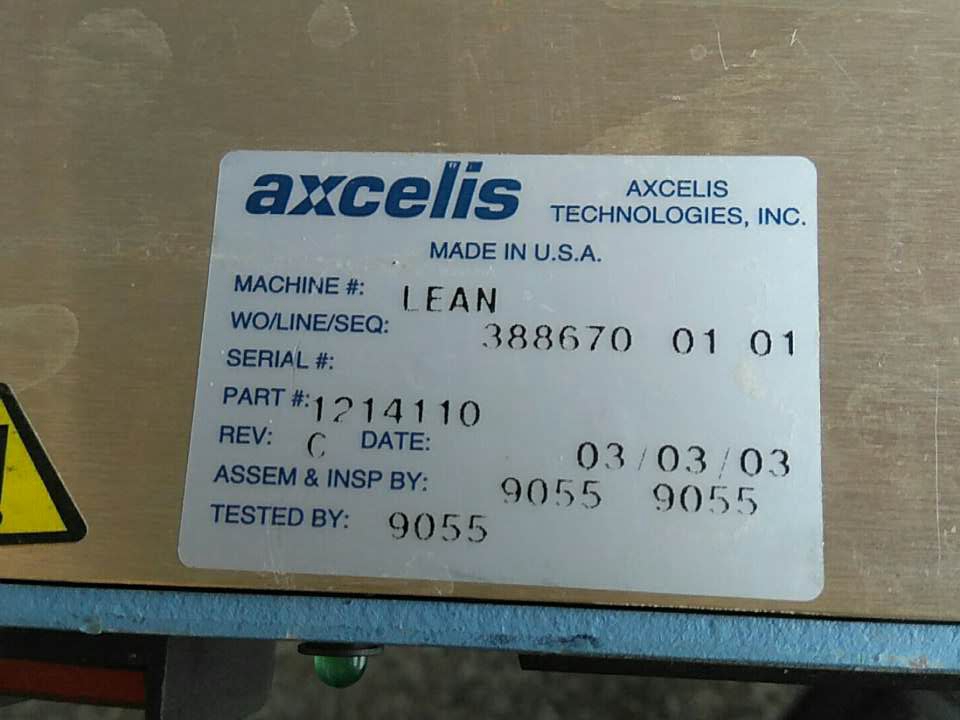 axcelis AXCELIS
TECHNOLOGIES, INC.
MADE IN U.S.A.
MACHINE #: LEAN
WO/LINE/SEQ: 388670 01 01
SERIAL #:
PART #: 1214110
REV: C DATE: 03/03/03
ASSEM & INSP BY: 9055 9055
TESTED BY: 9055